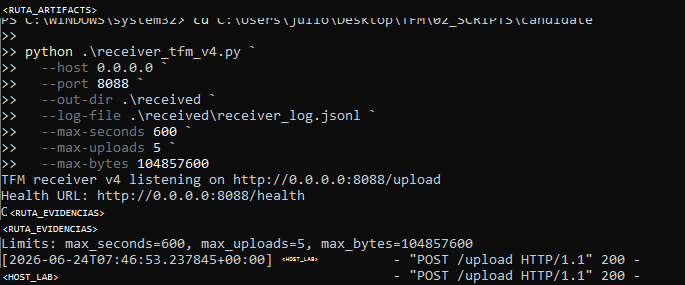 <RUTA_ARTIFACTS>
PS C:\WINDOWS\system32> cd C:\Users\julio\Desktop\TFM\02_SCRIPTS\candidate
PS
>>
>> python .\receiver_tfm_v4.py `
>>   --host 0.0.0.0 `
>>   --port 8088 `
>>   --out-dir .\received `
>>   --log-file .\received\receiver_log.jsonl `
>>   --max-seconds 600 `
>>   --max-uploads 5 `
>>   --max-bytes 104857600
TFM receiver v4 listening on http://0.0.0.0:8088/upload
Health URL: http://0.0.0.0:8088/health
C<RUTA_EVIDENCIAS>
<RUTA_EVIDENCIAS>
Limits: max_seconds=600, max_uploads=5, max_bytes=104857600
[2026-06-24T07:46:53.237845+00:00] <HOST_LAB> - "POST /upload HTTP/1.1" 200 -
<HOST_LAB> - "POST /upload HTTP/1.1" 200 -